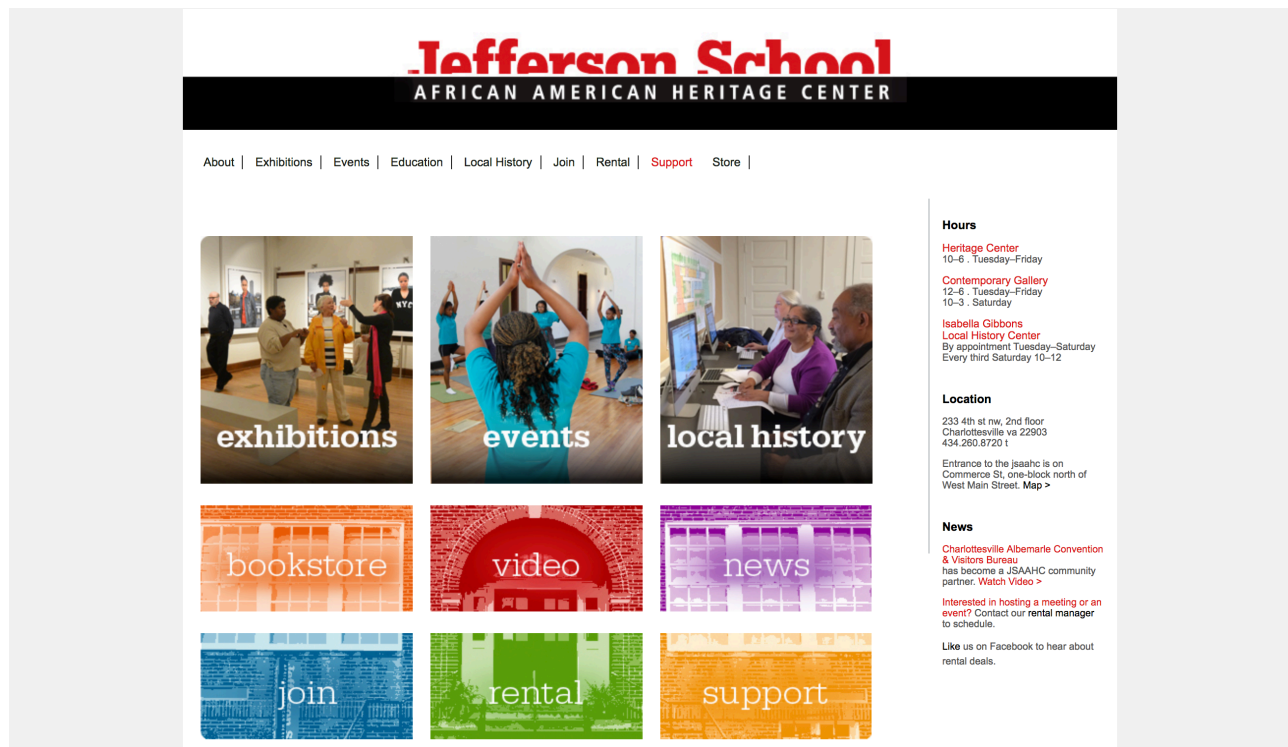 Jefferson School
AFRICAN AMERICAN HERITAGE CENTER
About | Exhibitions | Events | Education | Local History | Join | Rental | Support Store |
exhibitions
events
local history
bookstore
video
news
join
rental
support
Hours
Heritage Center
10–6 . Tuesday–Friday
Contemporary Gallery
12–6 . Tuesday–Friday
10–3 . Saturday
Isabella Gibbons
Local History Center
By appointment Tuesday–Saturday
Every third Saturday 10–12
Location
233 4th st nw, 2nd floor
Charlottesville va 22903
434.260.8720 t
Entrance to the jsaahc is on
Commerce St, one-block north of
West Main Street. Map >
News
Charlottesville Albemarle Convention
& Visitors Bureau
has become a JSAAHC community
partner. Watch Video >
Interested in hosting a meeting or an
event? Contact our rental manager
to schedule.
Like us on Facebook to hear about
rental deals.
NYC